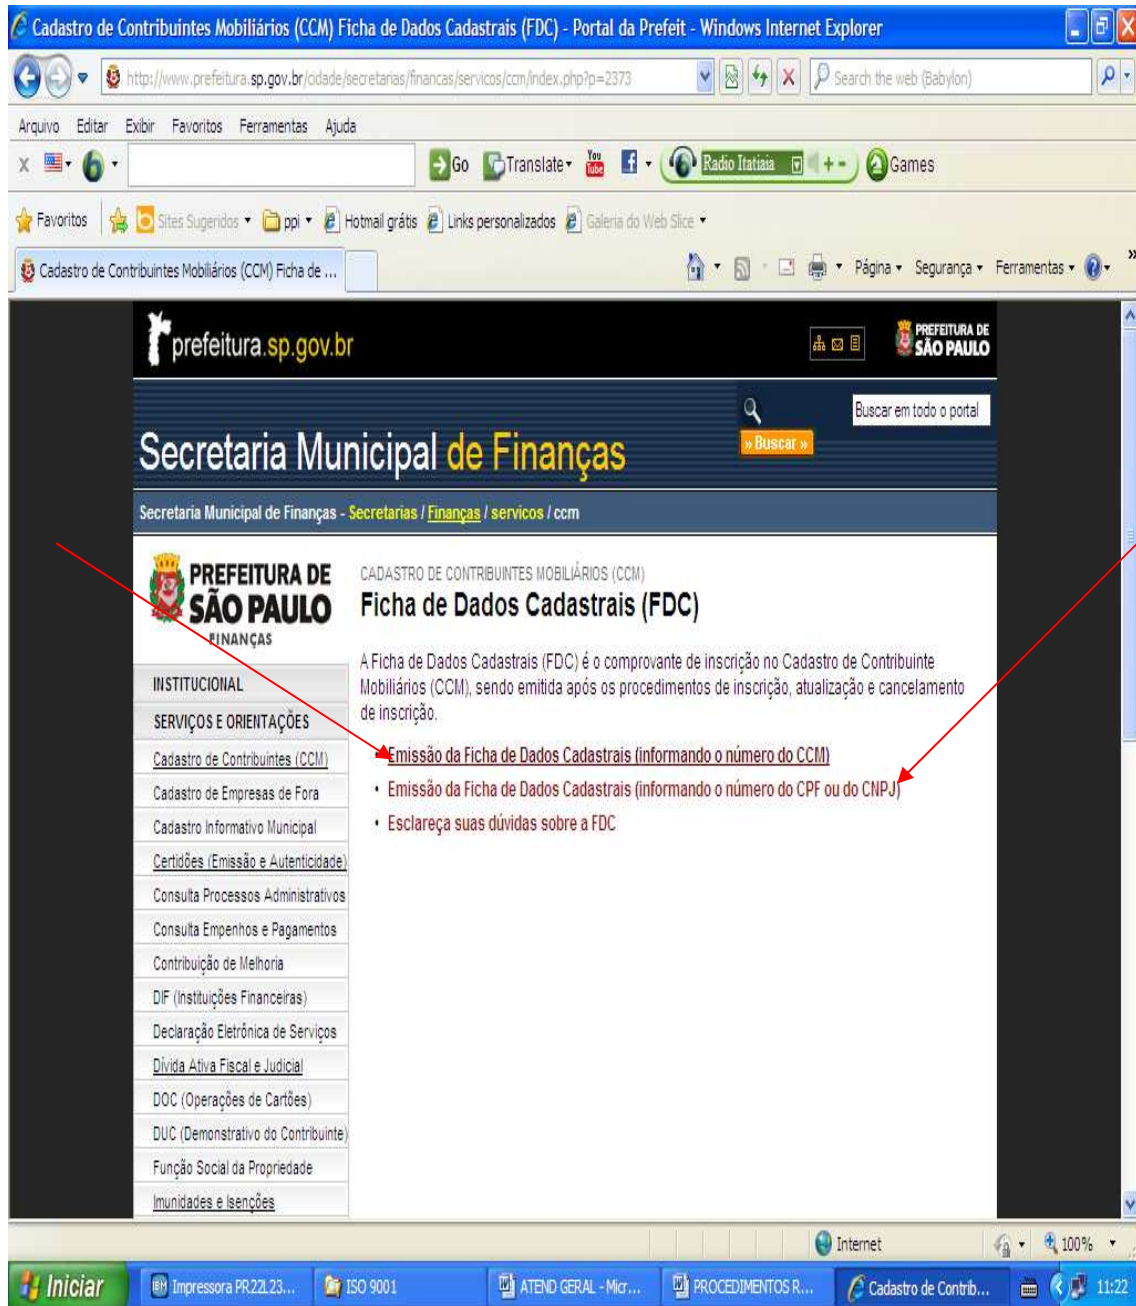 Cadastro de Contribuintes Mobiliários (CCM) Ficha de Dados Cadastrais (FDC) - Portal da Prefeit - Windows Internet Explorer
http://www.prefeitura.sp.gov.br/cidade/secretarias/financas/servicos/ccm/index.php?p=2373
Search the web (Babylon)
Arquivo Editar Exibir Favoritos Ferramentas Ajuda
x Go Translate You Tube f Radio Itatiaia + - Games
Favoritos Sites Sugeridos ppi Hotmail grátis Links personalizados Galeria do Web Slice
Cadastro de Contribuintes Mobiliários (CCM) Ficha de ...
Página Segurança Ferramentas »
prefeitura.sp.gov.br
PREFEITURA DE
SÃO PAULO
Buscar em todo o portal
» Buscar »
Secretaria Municipal de Finanças
Secretaria Municipal de Finanças - Secretarias / Finanças / servicos / ccm
PREFEITURA DE
SÃO PAULO
FINANÇAS
INSTITUCIONAL
SERVIÇOS E ORIENTAÇÕES
Cadastro de Contribuintes (CCM)
Cadastro de Empresas de Fora
Cadastro Informativo Municipal
Certidões (Emissão e Autenticidade)
Consulta Processos Administrativos
Consulta Empenhos e Pagamentos
Contribuição de Melhoria
DIF (Instituições Financeiras)
Declaração Eletrônica de Serviços
Dívida Ativa Fiscal e Judicial
DOC (Operações de Cartões)
DUC (Demonstrativo do Contribuinte)
Função Social da Propriedade
Imunidades e Isenções
CADASTRO DE CONTRIBUINTES MOBILIÁRIOS (CCM)
Ficha de Dados Cadastrais (FDC)
A Ficha de Dados Cadastrais (FDC) é o comprovante de inscrição no Cadastro de Contribuinte
Mobiliários (CCM), sendo emitida após os procedimentos de inscrição, atualização e cancelamento
de inscrição.
• Emissão da Ficha de Dados Cadastrais (informando o número do CCM)
• Emissão da Ficha de Dados Cadastrais (informando o número do CPF ou do CNPJ)
• Esclareça suas dúvidas sobre a FDC
Internet 100%
Iniciar IBM Impressora PR22L23... ISO 9001 ATEND GERAL - Micr... PROCEDIMENTOS R... Cadastro de Contrib... 11:22